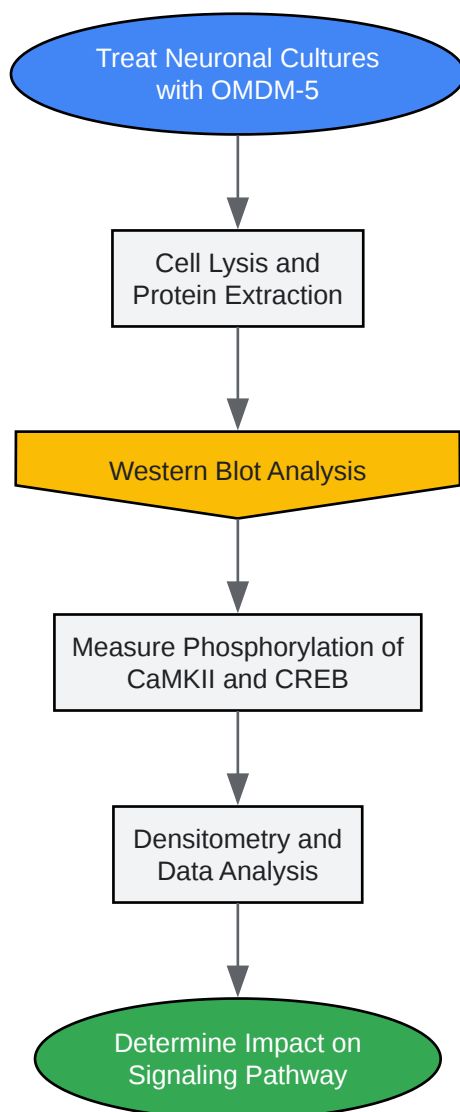 Treat Neuronal Cultures
with OMDM-5
Cell Lysis and
Protein Extraction
Western Blot Analysis
Measure Phosphorylation of
CaMKII and CREB
Densitometry and
Data Analysis
Determine Impact on
Signaling Pathway